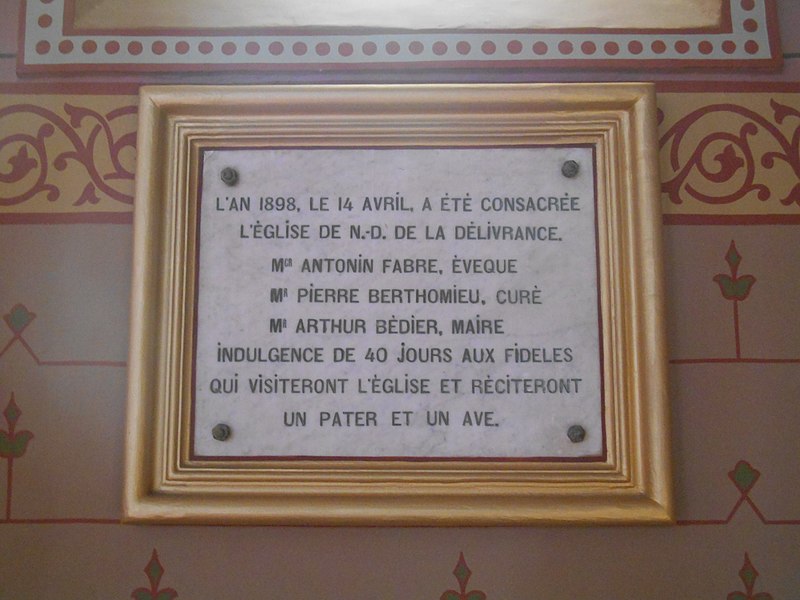 L'AN 1898, LE 14 AVRIL, A ÉTÉ CONSACRÉE
L'ÉGLISE DE N.-D. DE LA DÉLIVRANCE.
MGR ANTONIN FABRE, ÉVEQUE
MR PIERRE BERTHOMIEU, CURÉ
MR ARTHUR BÉDIER, MAIRE
INDULGENCE DE 40 JOURS AUX FIDELES
QUI VISITERONT L'ÉGLISE ET RÉCITERONT
UN PATER ET UN AVE.